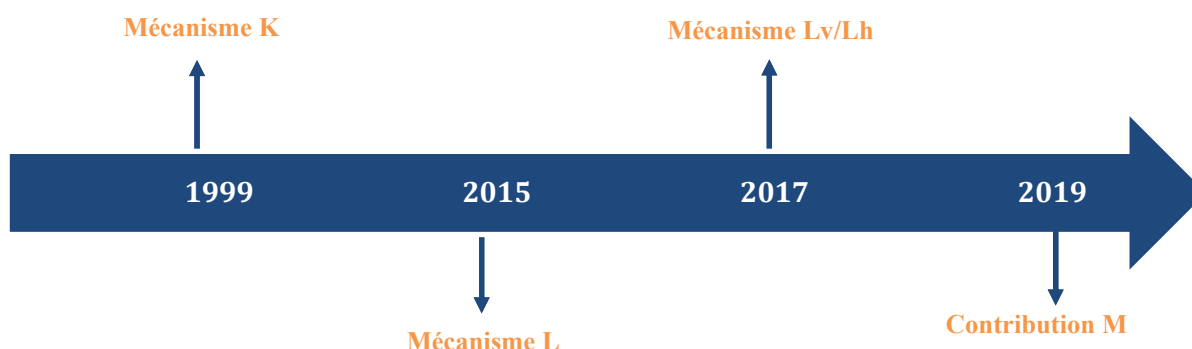 Mécanisme K
Mécanisme Lv/Lh
1999 2015 2017 2019
Mécanisme L
Contribution M